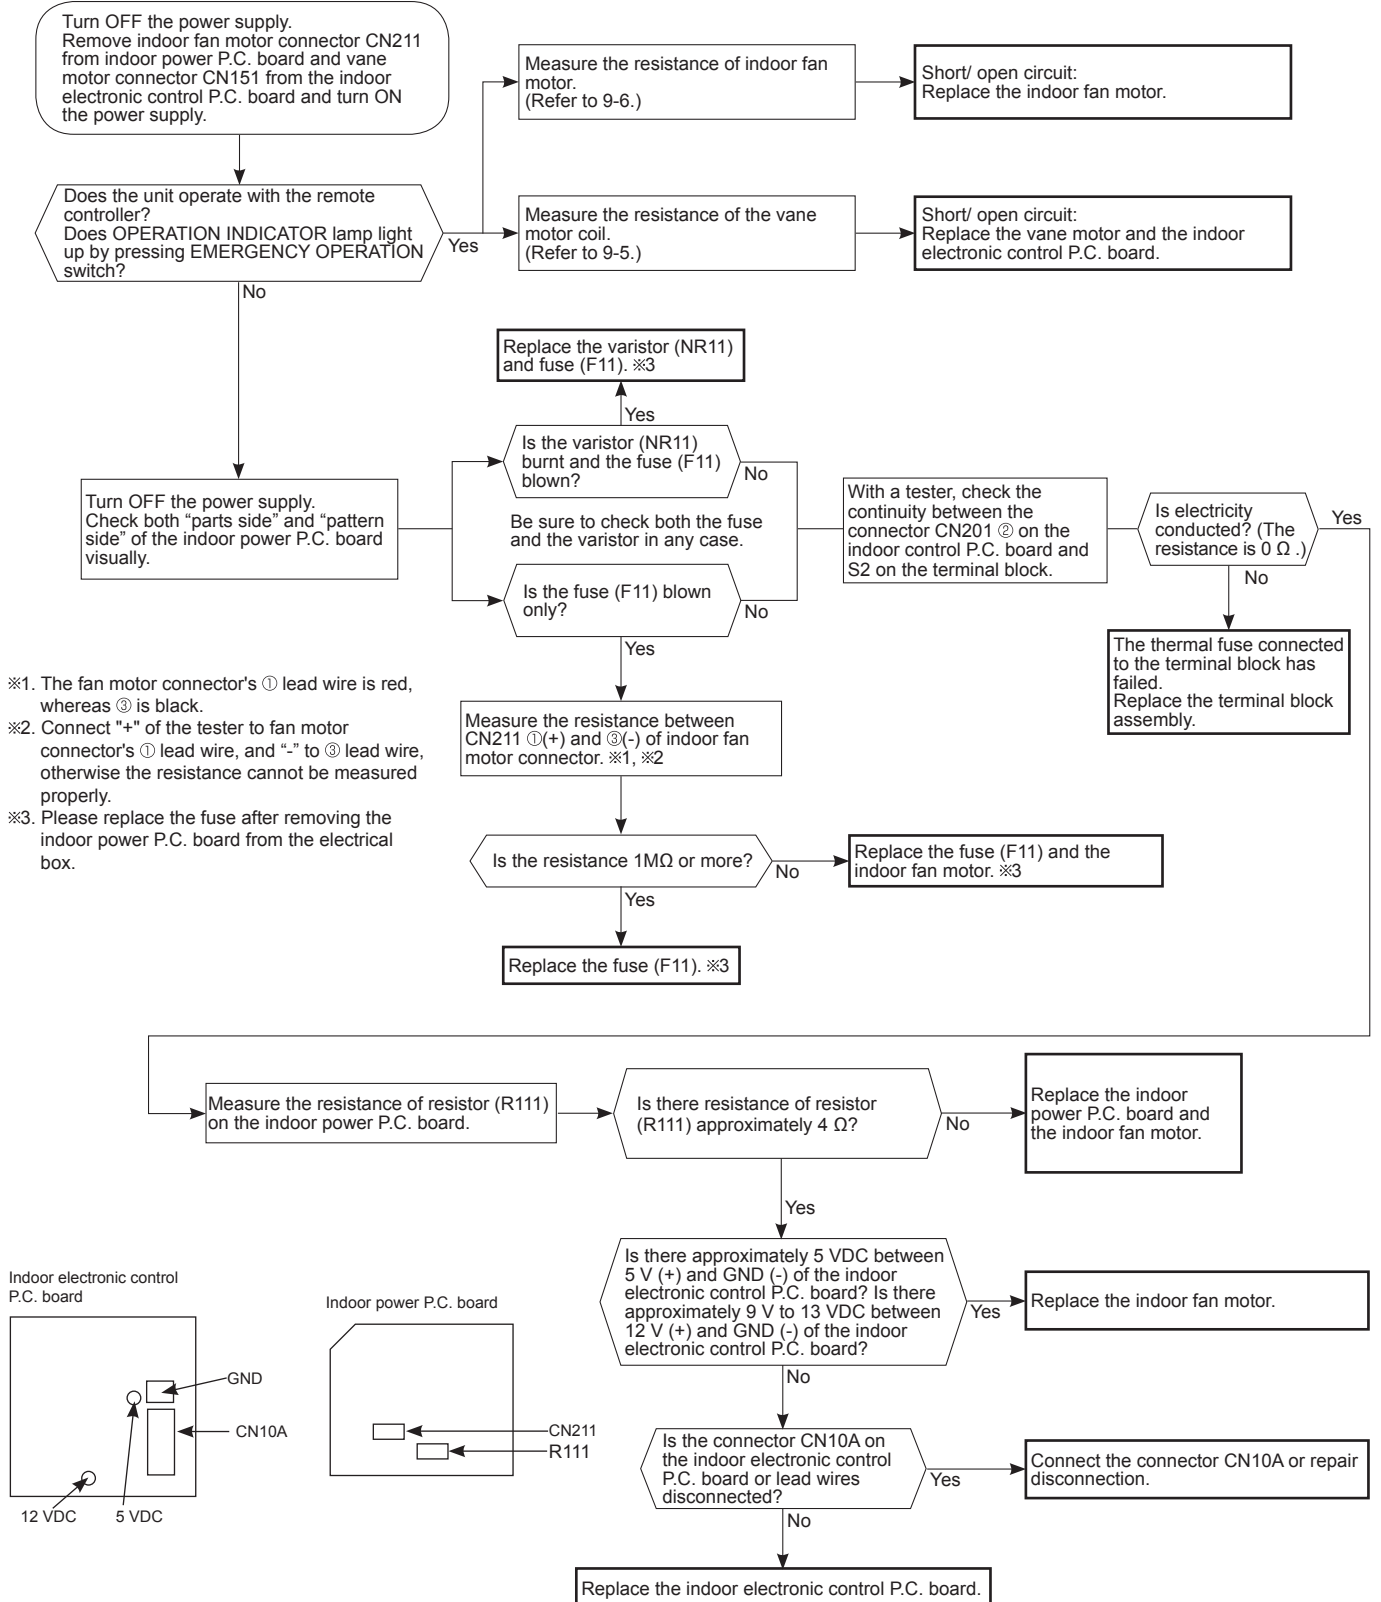 Turn OFF the power supply.
Remove indoor fan motor connector CN211
from indoor power P.C. board and vane
motor connector CN151 from the indoor
electronic control P.C. board and turn ON
the power supply.
Measure the resistance of indoor fan
motor.
(Refer to 9-6.)
Short/ open circuit:
Replace the indoor fan motor.
Does the unit operate with the remote
controller?
Does OPERATION INDICATOR lamp light
up by pressing EMERGENCY OPERATION
switch?
Yes
Measure the resistance of the vane
motor coil.
(Refer to 9-5.)
Short/ open circuit:
Replace the vane motor and the indoor
electronic control P.C. board.
No
Replace the varistor (NR11)
and fuse (F11). ※3
Yes
Is the varistor (NR11)
burnt and the fuse (F11)
blown?
No
Turn OFF the power supply.
Check both “parts side” and “pattern
side” of the indoor power P.C. board
visually.
Be sure to check both the fuse
and the varistor in any case.
With a tester, check the
continuity between the
connector CN201 ② on the
indoor control P.C. board and
S2 on the terminal block.
Is electricity
conducted? (The
resistance is 0 Ω .)
Yes
No
Is the fuse (F11) blown
only?
No
Yes
The thermal fuse connected
to the terminal block has
failed.
Replace the terminal block
assembly.
※1. The fan motor connector's ① lead wire is red,
whereas ③ is black.
※2. Connect "+" of the tester to fan motor
connector's ① lead wire, and “-” to ③ lead wire,
otherwise the resistance cannot be measured
properly.
※3. Please replace the fuse after removing the
indoor power P.C. board from the electrical
box.
Measure the resistance between
CN211 ①(+) and ③(-) of indoor fan
motor connector. ※1, ※2
Is the resistance 1MΩ or more?
No
Replace the fuse (F11) and the
indoor fan motor. ※3
Yes
Replace the fuse (F11). ※3
Measure the resistance of resistor (R111)
on the indoor power P.C. board.
Is there resistance of resistor
(R111) approximately 4 Ω?
No
Replace the indoor
power P.C. board and
the indoor fan motor.
Yes
Is there approximately 5 VDC between
5 V (+) and GND (-) of the indoor
electronic control P.C. board? Is there
approximately 9 V to 13 VDC between
12 V (+) and GND (-) of the indoor
electronic control P.C. board?
Yes
Replace the indoor fan motor.
No
Indoor electronic control
P.C. board
GND
CN10A
12 VDC
5 VDC
Indoor power P.C. board
CN211
R111
Is the connector CN10A on
the indoor electronic control
P.C. board or lead wires
disconnected?
Yes
Connect the connector CN10A or repair
disconnection.
No
Replace the indoor electronic control P.C. board.